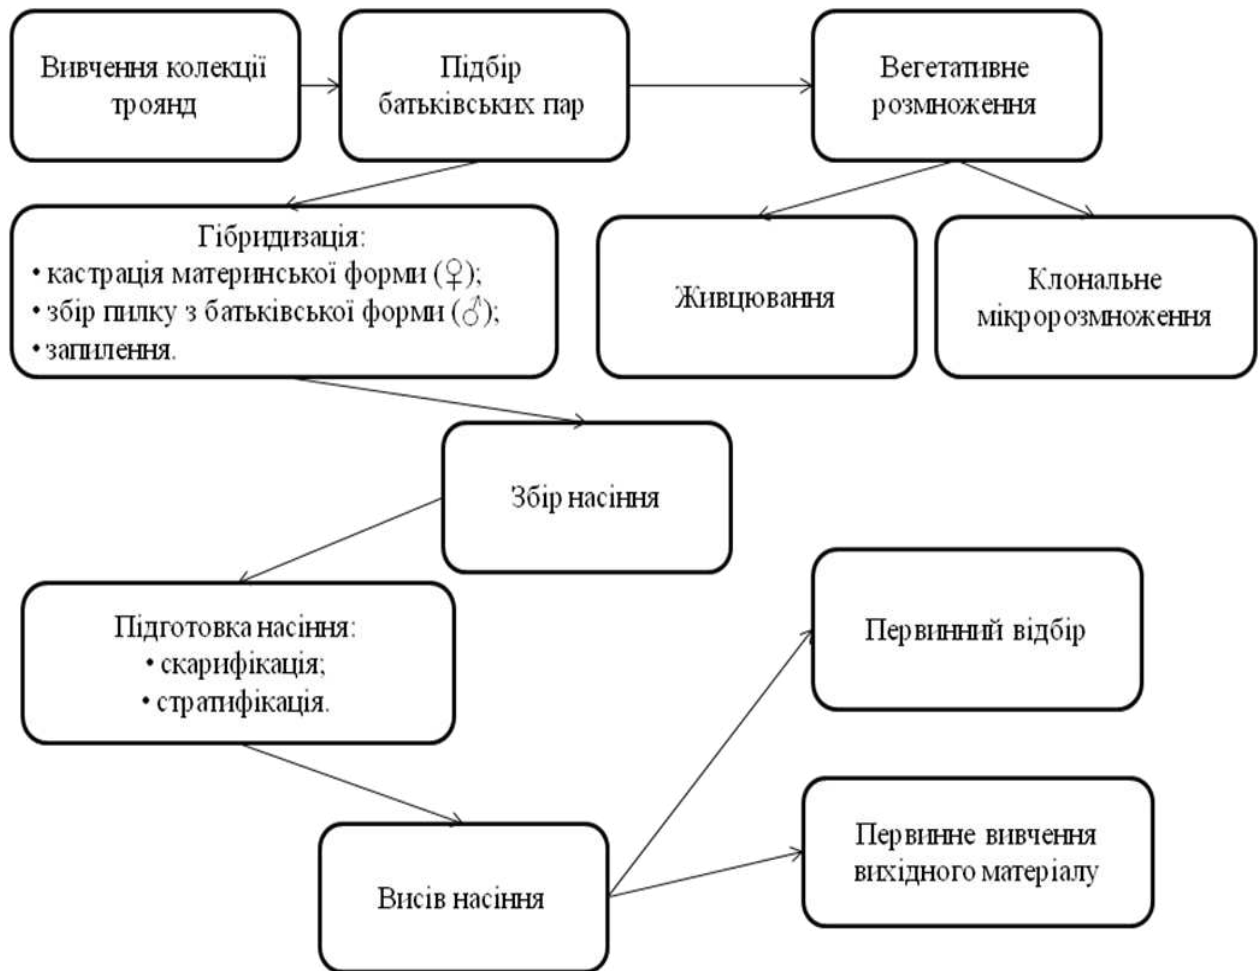 Вивчення колекції
троянд
Підбір
батьківських пар
Вегетативне
розмноження
Гібридизація:
• кастрація материнської форми (♀);
• збір пилку з батьківської форми (♂);
• запилення.
Живцювання
Клональне
мікророзмноження
Збір насіння
Підготовка насіння:
• скарифікація;
• стратифікація.
Первинний відбір
Висів насіння
Первинне вивчення
вихідного матеріалу